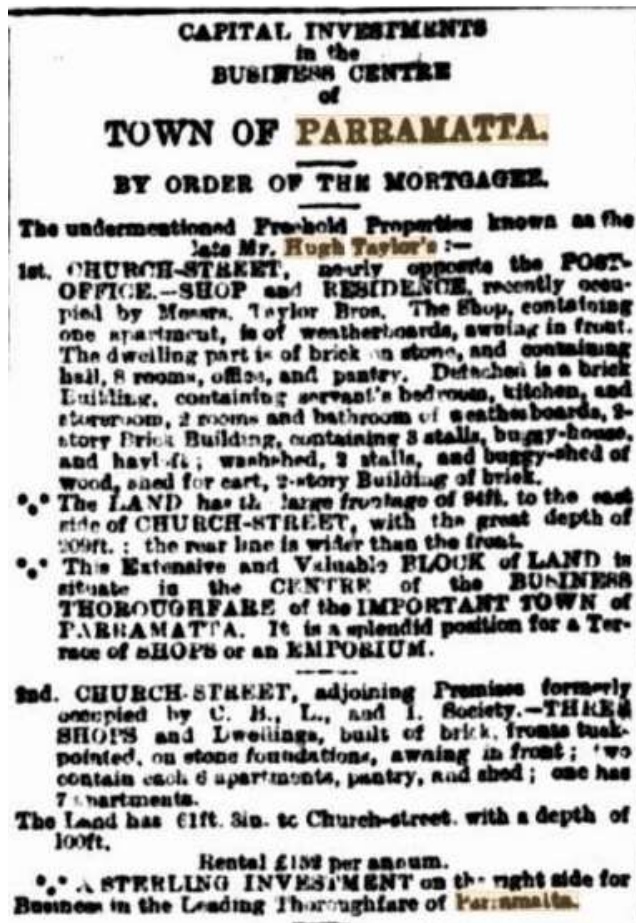 CAPITAL INVESTMENTS
in the
BUSINESS CENTRE
of
TOWN OF PARRAMATTA.
BY ORDER OF THE MORTGAGEE.
The undermentioned Freehold Properties known as the
late Mr. Hugh Taylor's :—
1st. CHURCH-STREET, nearly opposite the POST-
OFFICE.—SHOP and RESIDENCE, recently occu-
pied by Messrs. Taylor Bros. The Shop, containing
one apartment, is of weatherboards, awning in front.
The dwelling part is of brick on stone, and containing
hall, 8 rooms, office, and pantry. Detached is a brick
Building, containing servant's bedroom, kitchen, and
storeroom, 2 rooms and bathroom of weatherboards, 2-
story Brick Building, containing 3 stalls, buggy-house,
and hayloft; washshed, 2 stalls, and buggy-shed of
wood, shed for cart, 2-story Building of brick.
*.* The LAND has the large frontage of 94ft. to the east
side of CHURCH-STREET, with the great depth of
209ft. ; the rear line is wider than the front.
*.* This Extensive and Valuable BLOCK of LAND is
situate in the CENTRE of the BUSINESS
THOROUGHFARE of the IMPORTANT TOWN of
PARRAMATTA. It is a splendid position for a Ter-
race of SHOPS or an EMPORIUM.
2nd. CHURCH-STREET, adjoining Premises formerly
occupied by C. B., L., and I. Society.—THREE
SHOPS and Dwellings, built of brick, fronts tuck-
pointed, on stone foundations, awning in front; two
contain each 6 apartments, pantry, and shed; one has
7 apartments.
The Land has 61ft. 3in. to Church-street, with a depth of
100ft.
Rental £152 per annum.
*.* A STERLING INVESTMENT on the right side for
Business in the Leading Thoroughfare of Parramatta.